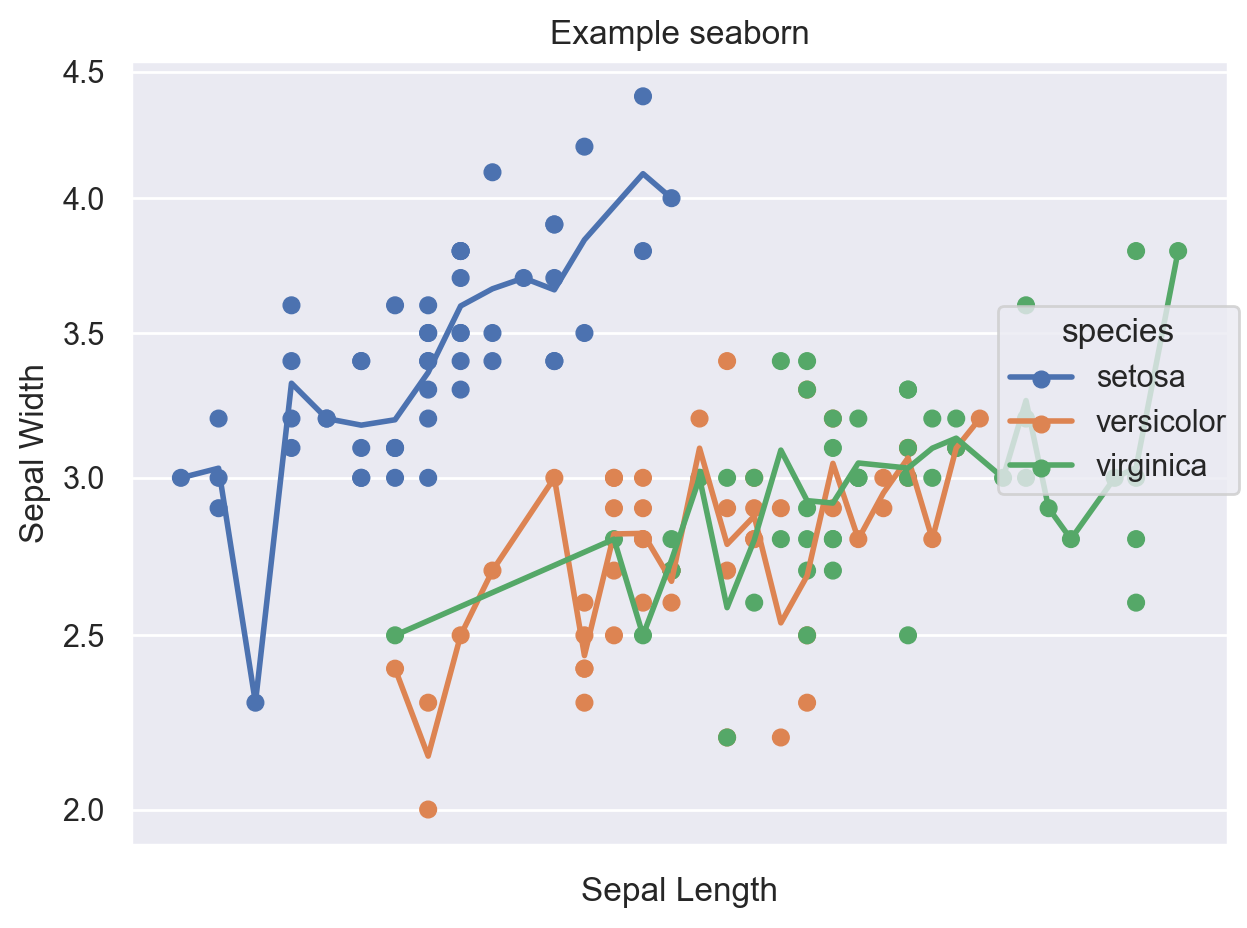 Example seaborn
4.5
4.0
3.5
3.0
2.5
2.0
Sepal Width
Sepal Length
species
setosa
versicolor
virginica